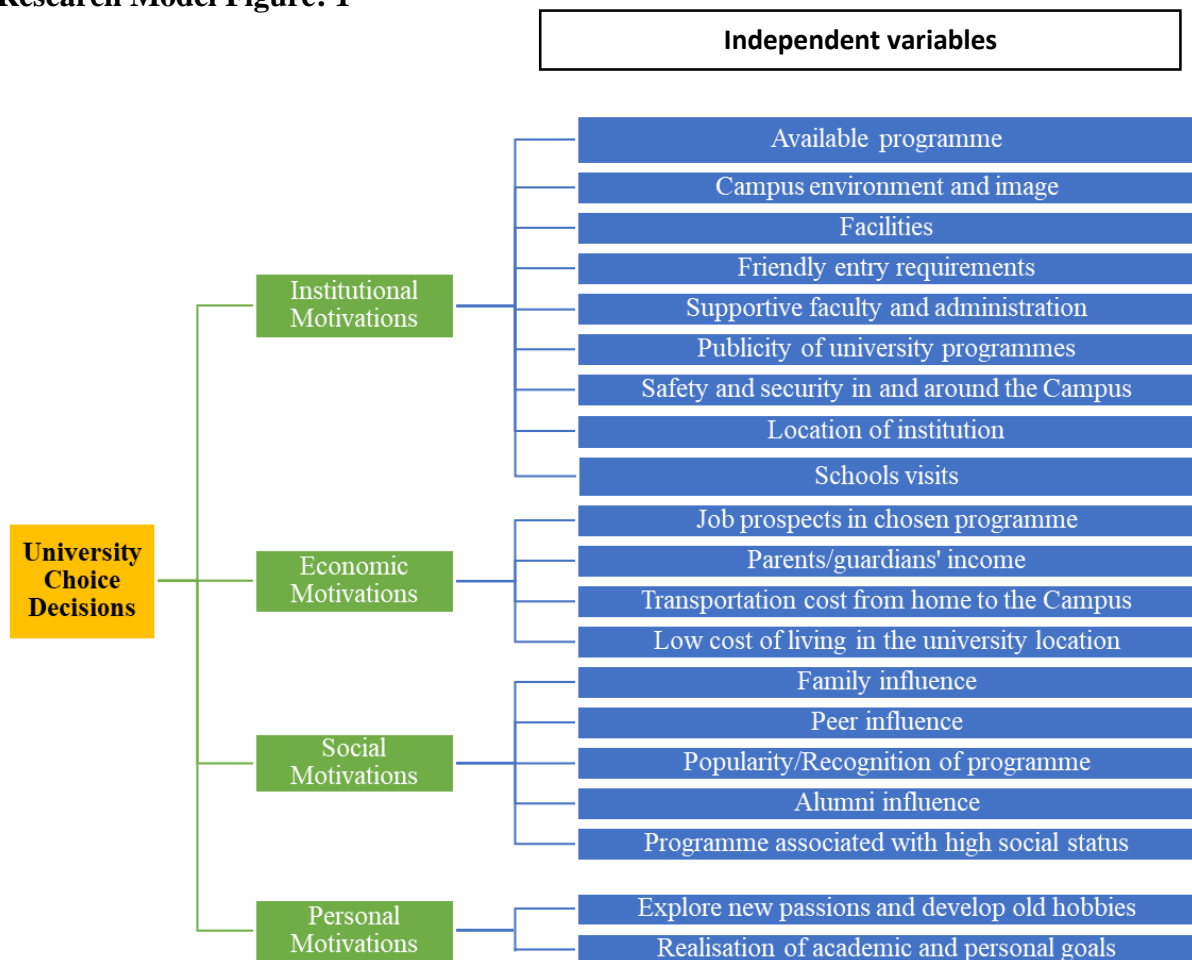 Research Model Figure: 1
Independent variables
Available programme
Campus environment and image
Facilities
Friendly entry requirements
Institutional
Motivations
Supportive faculty and administration
Publicity of university programmes
Safety and security in and around the Campus
Location of institution
Schools visits
University
Choice
Decisions
Economic
Motivations
Job prospects in chosen programme
Parents/guardians' income
Transportation cost from home to the Campus
Low cost of living in the university location
Social
Motivations
Family influence
Peer influence
Popularity/Recognition of programme
Alumni influence
Programme associated with high social status
Personal
Motivations
Explore new passions and develop old hobbies
Realisation of academic and personal goals